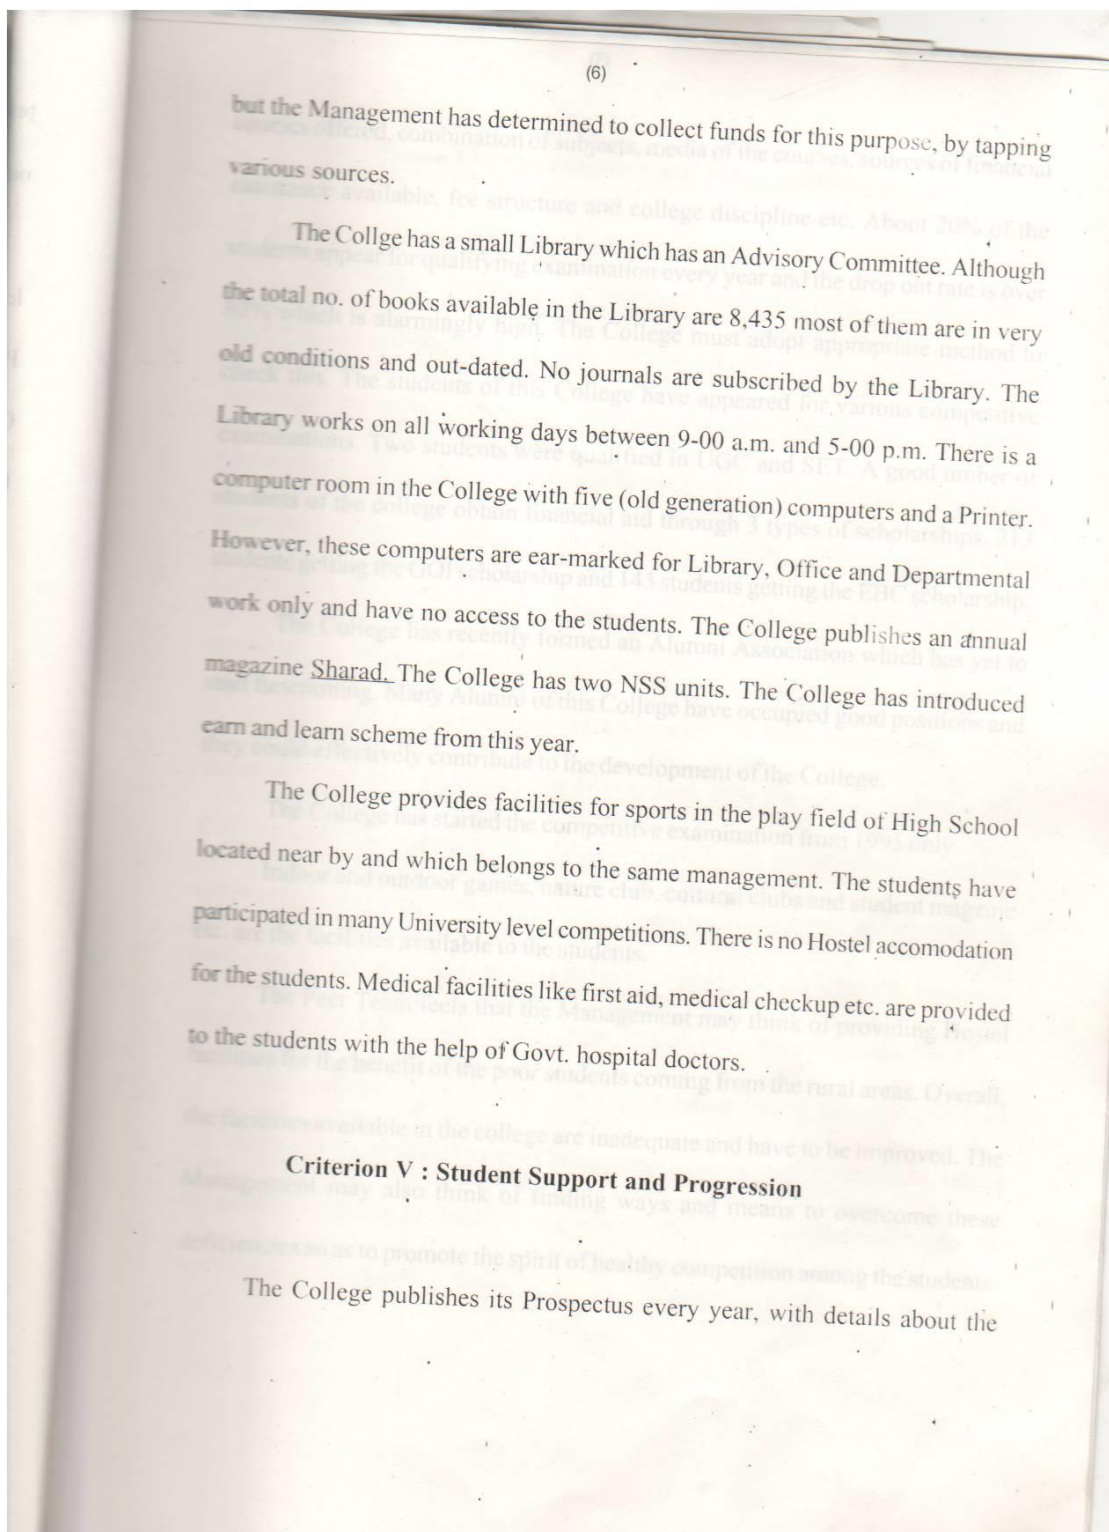 (6)
but the Management has determined to collect funds for this purpose, by tapping
various sources.
The Collge has a small Library which has an Advisory Committee. Although
the total no. of books available in the Library are 8,435 most of them are in very
old conditions and out-dated. No journals are subscribed by the Library. The
Library works on all working days between 9-00 a.m. and 5-00 p.m. There is a
computer room in the College with five (old generation) computers and a Printer.
However, these computers are ear-marked for Library, Office and Departmental
work only and have no access to the students. The College publishes an annual
magazine Sharad. The College has two NSS units. The College has introduced
earn and learn scheme from this year.
The College provides facilities for sports in the play field of High School
located near by and which belongs to the same management. The students have
participated in many University level competitions. There is no Hostel accomodation
for the students. Medical facilities like first aid, medical checkup etc. are provided
to the students with the help of Govt. hospital doctors.
Criterion V : Student Support and Progression
The College publishes its Prospectus every year, with details about the